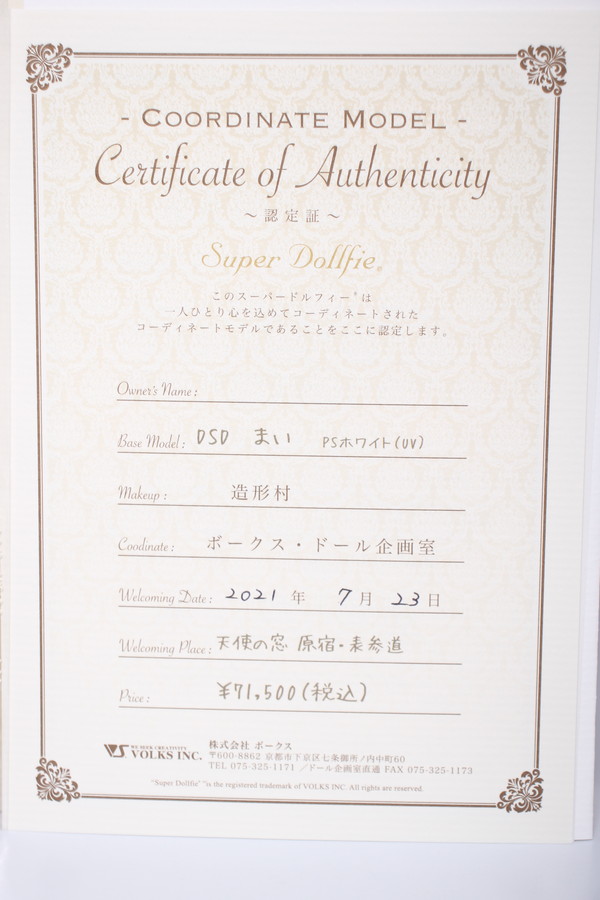 - COORDINATE MODEL -
Certificate of Authenticity
～認定証～
Super Dollfie®
このスーパードルフィー®は
一人ひとり心を込めてコーディネートされた
コーディネートモデルであることをここに認定します。
Owner's Name :
Base Model : DSD まい PSホワイト(UV)
Makeup : 造形村
Coodinate : ボークス・ドール企画室
Welcoming Date : 2021 年 7 月 23 日
Welcoming Place : 天使の窓 原宿・表参道
Price : ¥71,500(税込)
WE SEEK CREATIVITY.
VS VOLKS INC.
株式会社 ボークス
〒600-8862 京都市下京区七条御所ノ内中町60
TEL 075-325-1171 ／ドール企画室直通 FAX 075-325-1173
"Super Dollfie" "is the registered trademark of VOLKS INC. All rights are reserved.